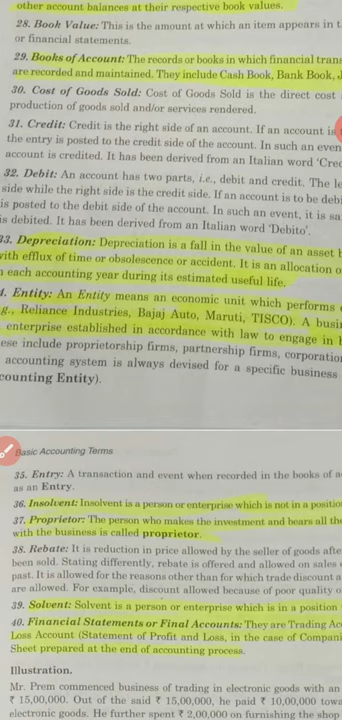 other account balances at their respective book values.
28. Book Value: This is the amount at which an item appears in t
or financial statements.
29. Books of Account: The records or books in which financial trans
are recorded and maintained. They include Cash Book, Bank Book, J
30. Cost of Goods Sold: Cost of Goods Sold is the direct cost
production of goods sold and/or services rendered.
31. Credit: Credit is the right side of an account. If an account is
the entry is posted to the credit side of the account. In such an even
account is credited. It has been derived from an Italian word 'Cred
32. Debit: An account has two parts, i.e., debit and credit. The le
side while the right side is the credit side. If an account is to be debi
is posted to the debit side of the account. In such an event, it is sa
is debited. It has been derived from an Italian word 'Debito'.
33. Depreciation: Depreciation is a fall in the value of an asset b
with efflux of time or obsolescence or accident. It is an allocation o
n each accounting year during its estimated useful life.
4. Entity: An Entity means an economic unit which performs
g., Reliance Industries, Bajaj Auto, Maruti, TISCO). A busin
enterprise established in accordance with law to engage in b
ese include proprietorship firms, partnership firms, corporation
accounting system is always devised for a specific business
counting Entity).
Basic Accounting Terms
35. Entry: A transaction and event when recorded in the books of a
as an Entry.
36. Insolvent: Insolvent is a person or enterprise which is not in a position
37. Proprietor: The person who makes the investment and bears all the
with the business is called proprietor.
38. Rebate: It is reduction in price allowed by the seller of goods afte
been sold. Stating differently, rebate is offered and allowed on sales
past. It is allowed for the reasons other than for which trade discount a
are allowed. For example, discount allowed because of poor quality o
39. Solvent: Solvent is a person or enterprise which is in a position
40. Financial Statements or Final Accounts: They are Trading Ac
Loss Account (Statement of Profit and Loss, in the case of Compani
Sheet prepared at the end of accounting process.
Illustration.
Mr. Prem commenced business of trading in electronic goods with an
₹ 15,00,000. Out of the said ₹ 15,00,000, he paid ₹ 10,00,000 towa
electronic goods. He further spent ₹ 2,00,000 on furnishing the shop